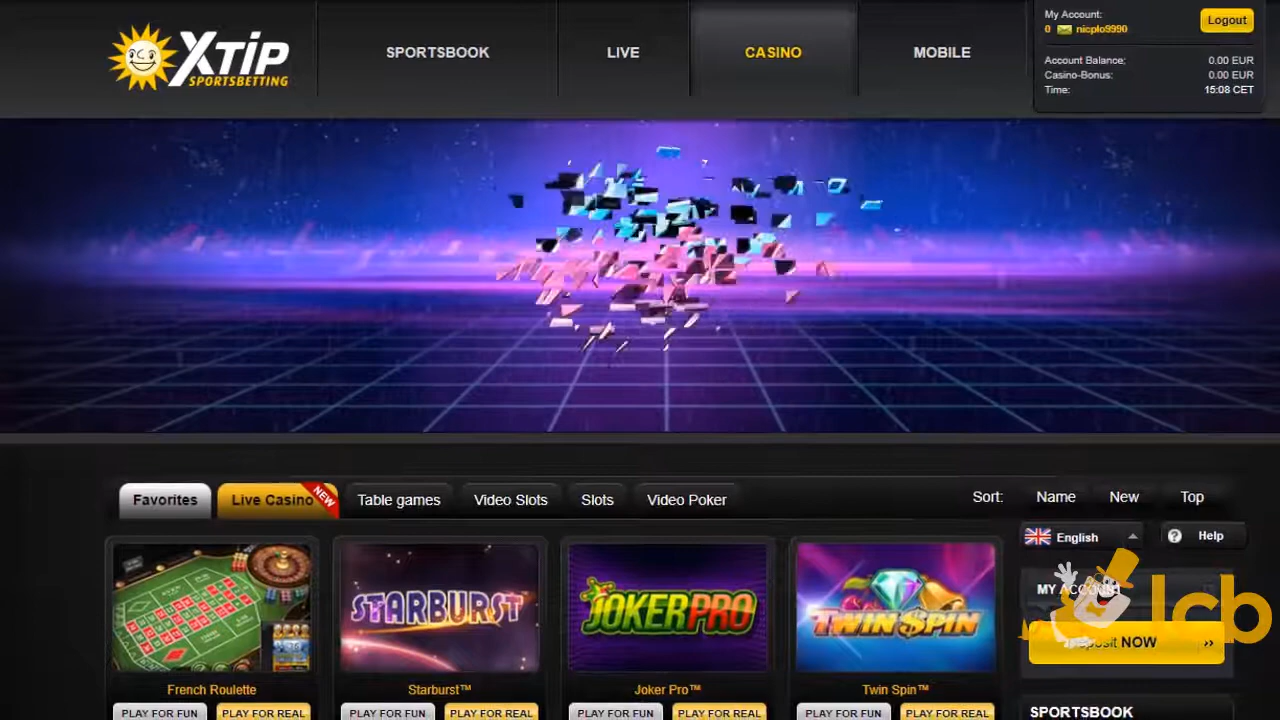 XTiP
SPORTSBETTING
SPORTSBOOK
LIVE
CASINO
MOBILE
My Account:
0 nicplo9990
Logout
Account Balance: 0.00 EUR
Casino-Bonus: 0.00 EUR
Time: 15:08 CET
Favorites
Live Casino
NEW
Table games
Video Slots
Slots
Video Poker
Sort:
Name
New
Top
English
? Help
STARBURST
JOKERPRO
TWIN SPIN
MY ACCOUNT
lcb
Deposit NOW ››
French Roulette
Starburst™
Joker Pro™
Twin Spin™
PLAY FOR FUN PLAY FOR REAL
PLAY FOR FUN PLAY FOR REAL
PLAY FOR FUN PLAY FOR REAL
PLAY FOR FUN PLAY FOR REAL
SPORTSBOOK